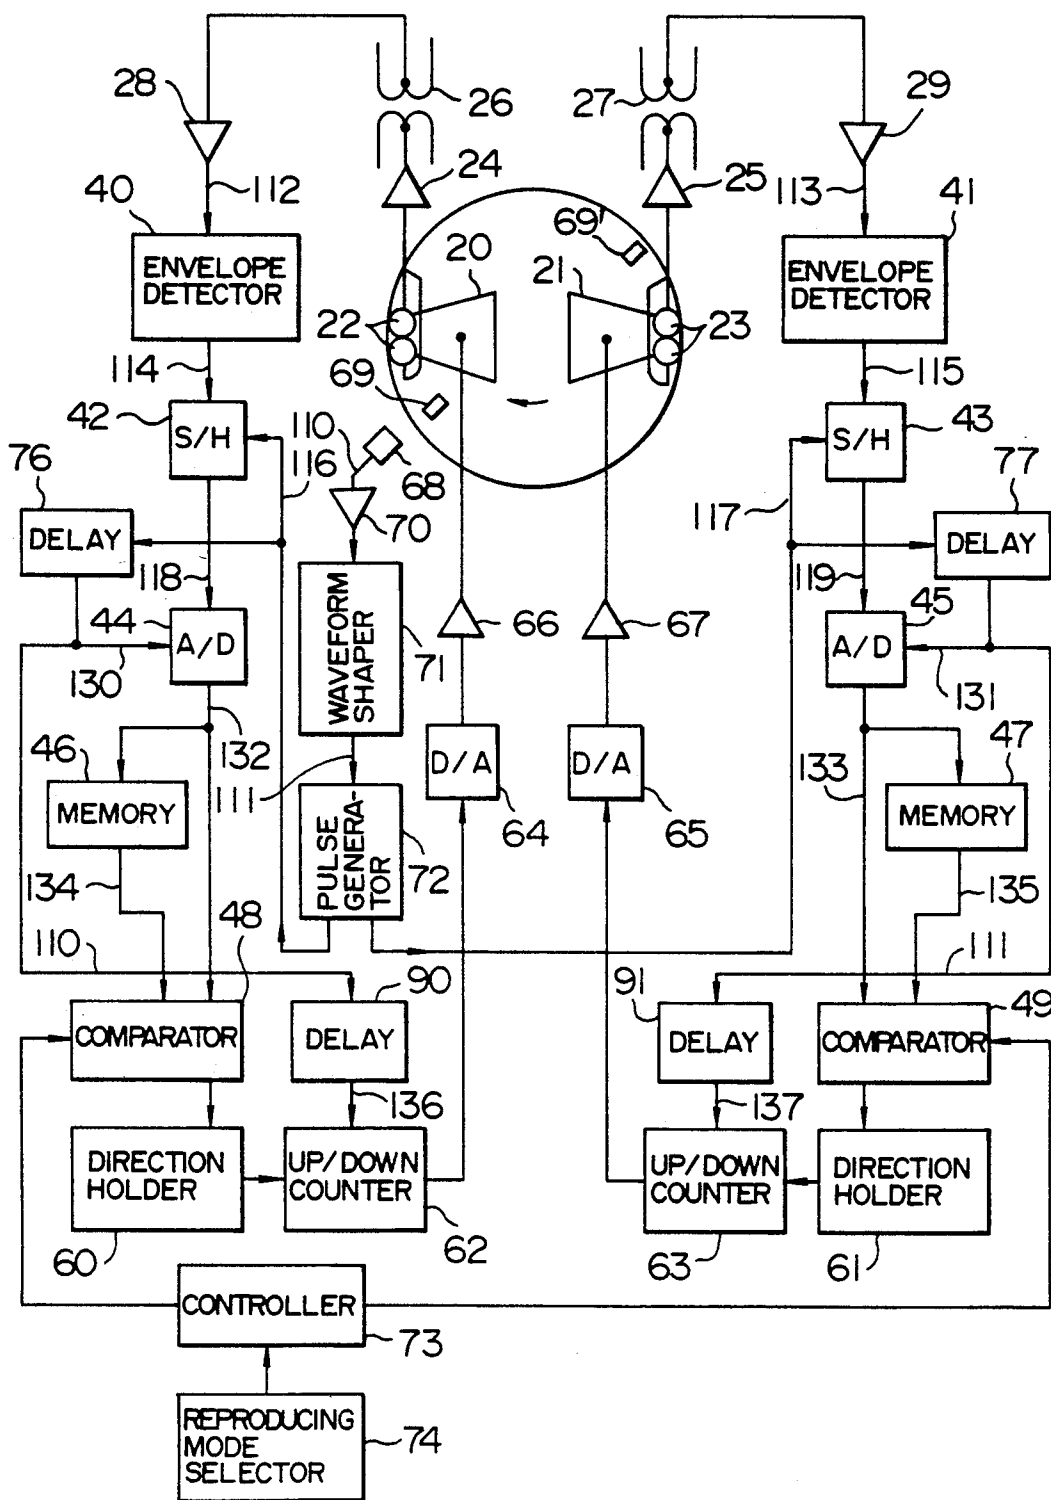 28
26
27
29
24
25
112
113
40
41
ENVELOPE
DETECTOR
20
69'
21
ENVELOPE
DETECTOR
22
23
114
69
115
42
S/H
110
68
43
S/H
76
116
70
117
77
DELAY
DELAY
118
119
44
A/D
WAVEFORM
SHAPER
71
66
67
45
A/D
130
131
132
46
MEMORY
111
D/A
64
D/A
65
133
47
MEMORY
PULSE
GENERA-
TOR
72
134
135
48
110
90
91
111
49
COMPARATOR
DELAY
DELAY
COMPARATOR
136
137
DIRECTION
HOLDER
UP/DOWN
COUNTER
UP/DOWN
COUNTER
DIRECTION
HOLDER
60
62
63
61
CONTROLLER
73
REPRODUCING
MODE
SELECTOR
74